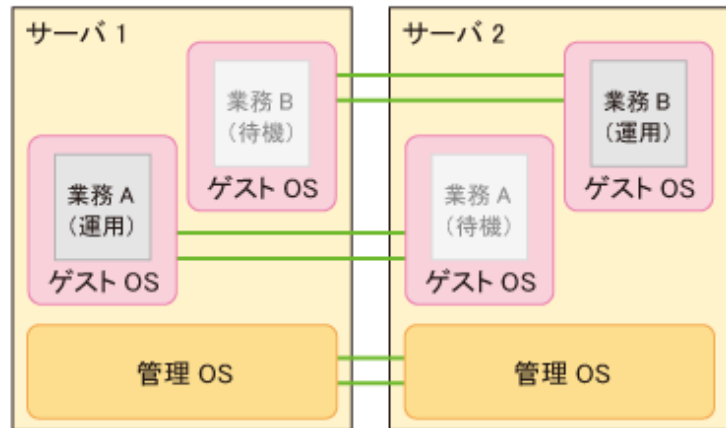 サーバ 1
業務 B
（待機）
ゲスト OS
業務 A
（運用）
ゲスト OS
管理 OS
サーバ 2
業務 B
（運用）
ゲスト OS
業務 A
（待機）
ゲスト OS
管理 OS